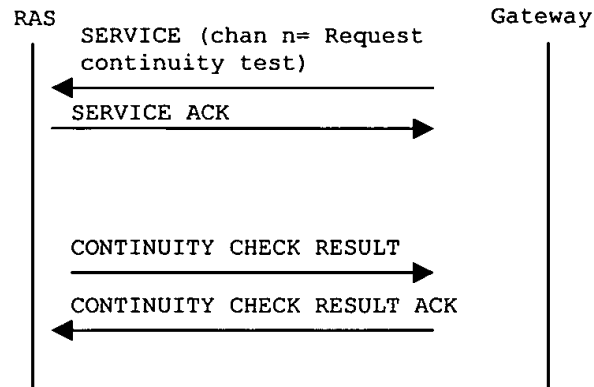 RAS
Gateway
SERVICE (chan n= Request
continuity test)
SERVICE ACK
CONTINUITY CHECK RESULT
CONTINUITY CHECK RESULT ACK